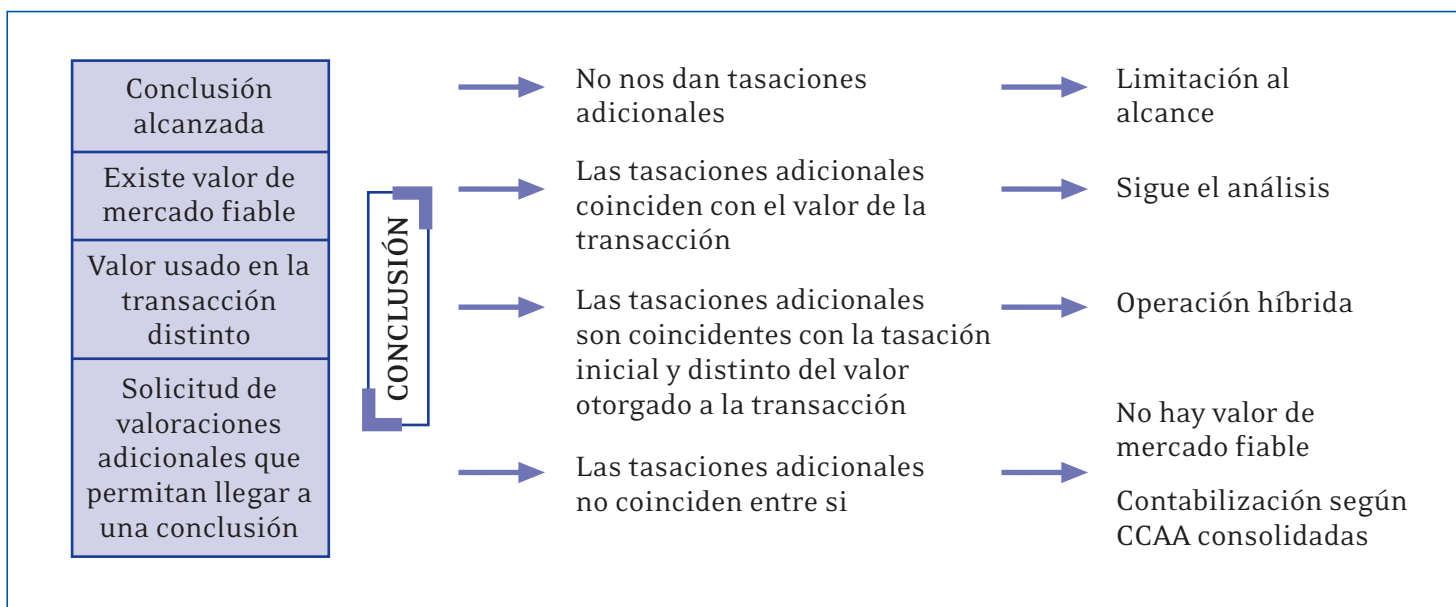 Conclusión
alcanzada
Existe valor de
mercado fiable
Valor usado en la
transacción
distinto
Solicitud de
valoraciones
adicionales que
permitan llegar a
una conclusión
CONCLUSIÓN
No nos dan tasaciones
adicionales
Limitación al
alcance
Las tasaciones adicionales
coinciden con el valor de la
transacción
Sigue el análisis
Las tasaciones adicionales
son coincidentes con la tasación
inicial y distinto del valor
otorgado a la transacción
Operación híbrida
Las tasaciones adicionales
no coinciden entre si
No hay valor de
mercado fiable
Contabilización según
CCAA consolidadas